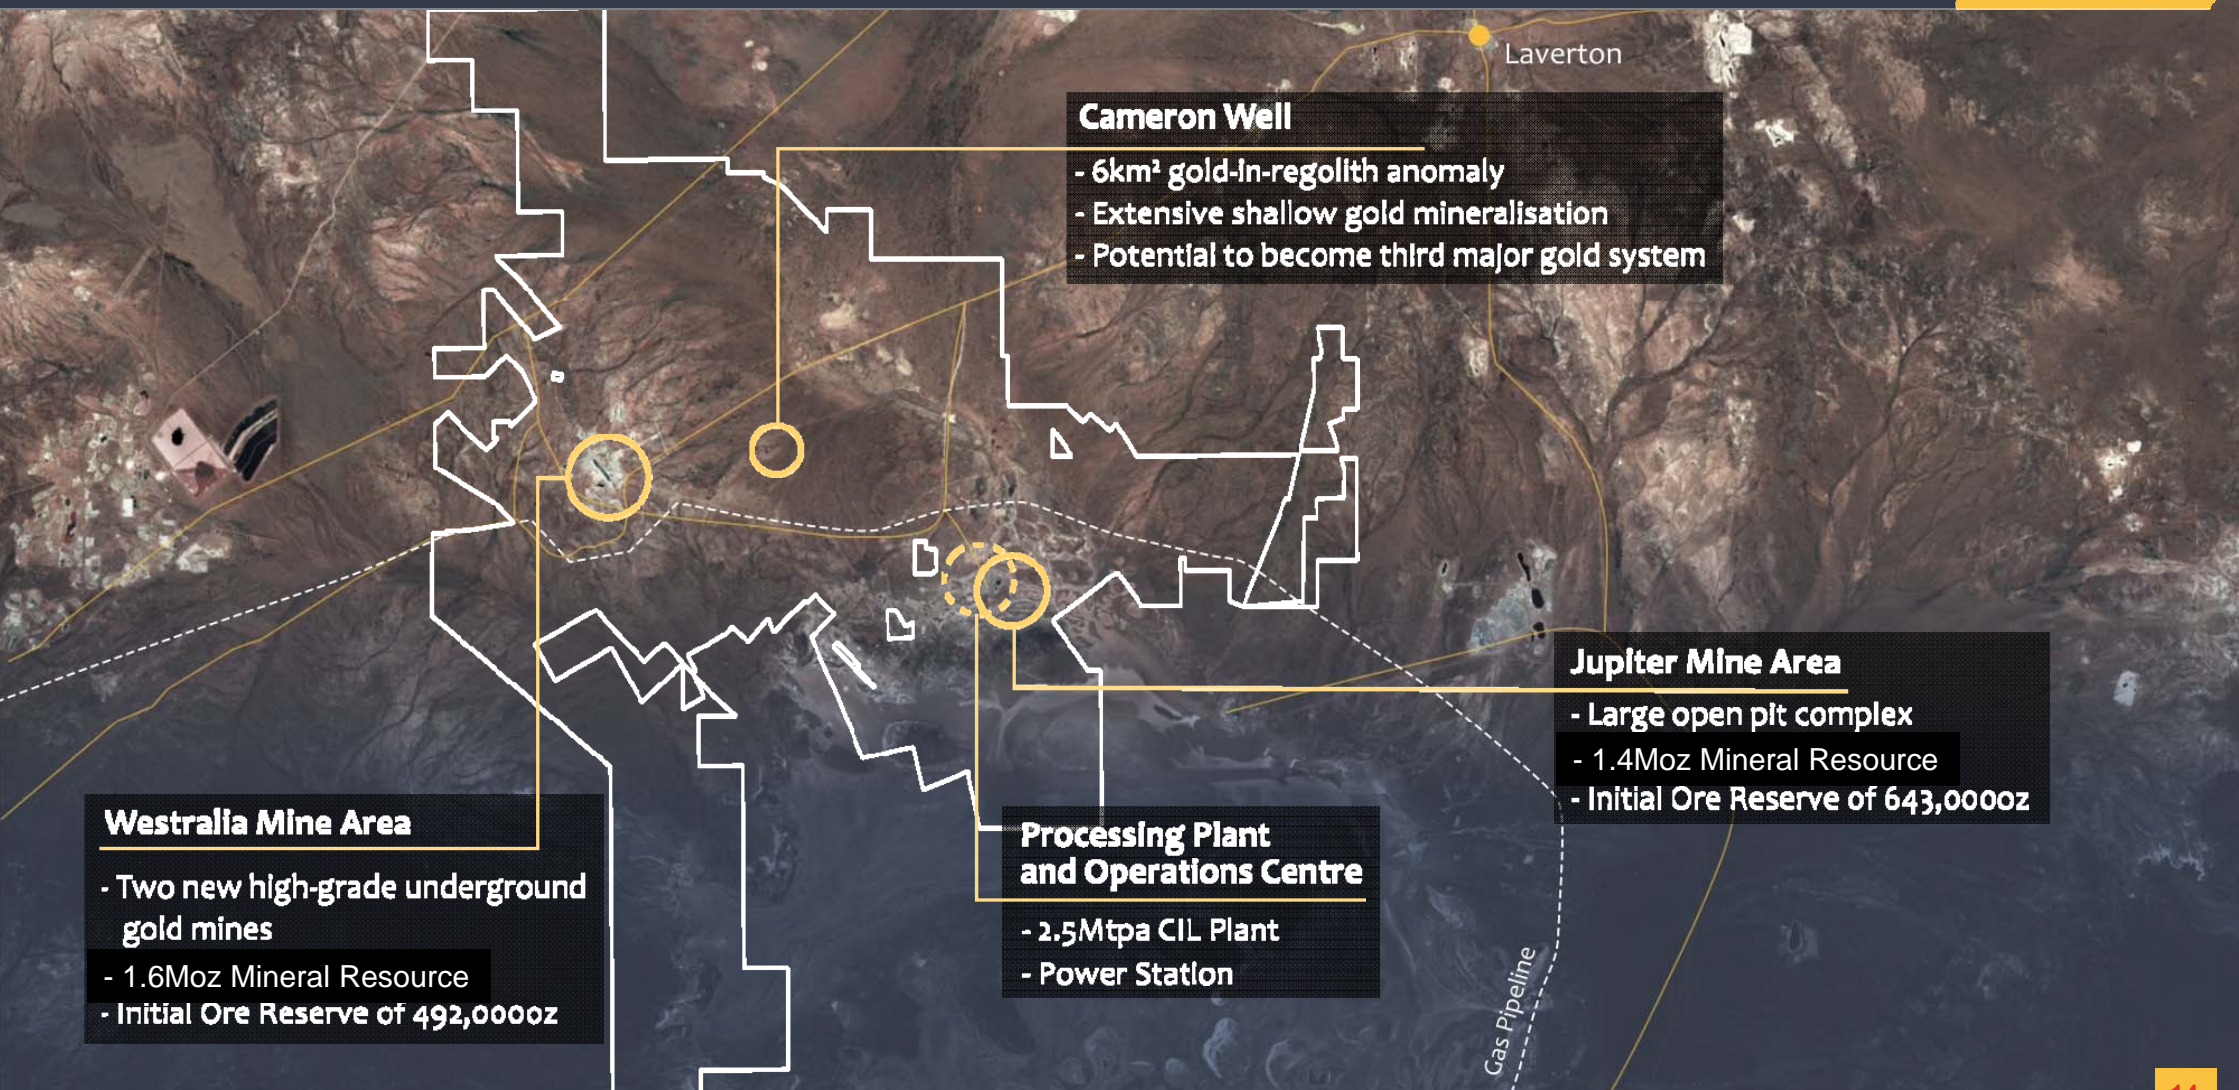 Laverton
Cameron Well
- 6km² gold-in-regolith anomaly
- Extensive shallow gold mineralisation
- Potential to become third major gold system
Jupiter Mine Area
- Large open pit complex
- 1.4Moz Mineral Resource
- Initial Ore Reserve of 643,000oz
Westralia Mine Area
- Two new high-grade underground
gold mines
- 1.6Moz Mineral Resource
- Initial Ore Reserve of 492,000oz
Processing Plant
and Operations Centre
- 2.5Mtpa CIL Plant
- Power Station
Gas Pipeline